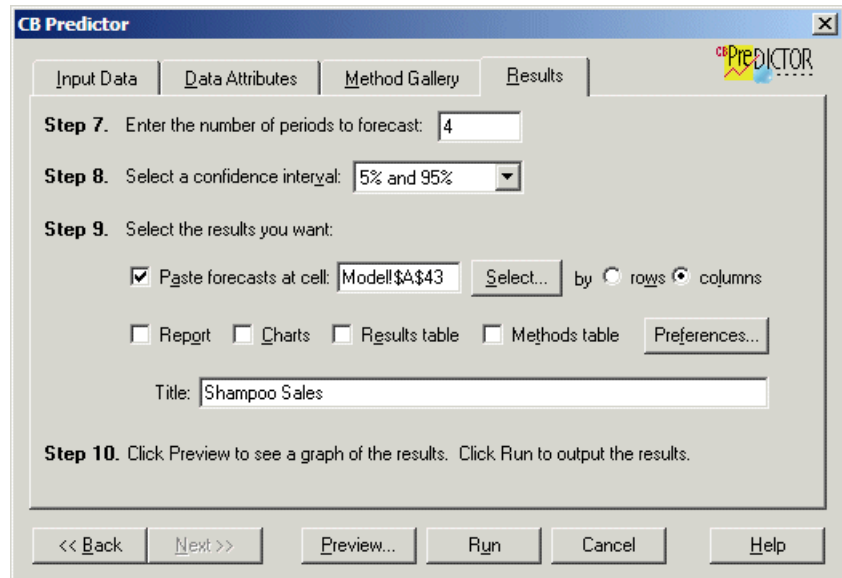 CB Predictor
CB PreDICTOR
Input Data Data Attributes Method Gallery Results
Step 7. Enter the number of periods to forecast: 4
Step 8. Select a confidence interval: 5% and 95%
Step 9. Select the results you want:
Paste forecasts at cell: Model!$A$43 Select... by rows columns
Report Charts Results table Methods table Preferences...
Title: Shampoo Sales
Step 10. Click Preview to see a graph of the results. Click Run to output the results.
<< Back Next >> Preview... Run Cancel Help